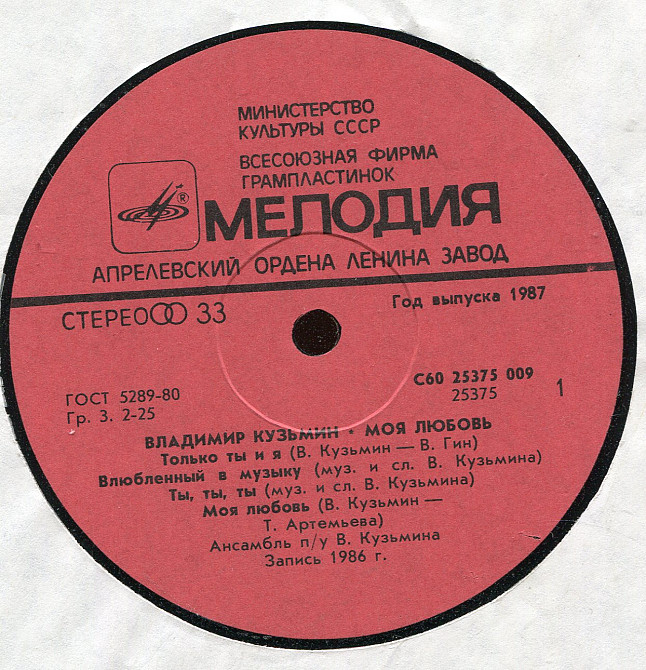 МИНИСТЕРСТВО
КУЛЬТУРЫ СССР
ВСЕСОЮЗНАЯ ФИРМА
ГРАМПЛАСТИНОК
®
МЕЛОДИЯ
АПРЕЛЕВСКИЙ ОРДЕНА ЛЕНИНА ЗАВОД
СТЕРЕО 33
Год выпуска 1987
ГОСТ 5289-80
Гр. 3. 2-25
С60 25375 009
25375
1
ВЛАДИМИР КУЗЬМИН • МОЯ ЛЮБОВЬ
Только ты и я (В. Кузьмин — В. Гин)
Влюбленный в музыку (муз. и сл. В. Кузьмина)
Ты, ты, ты (муз. и сл. В. Кузьмина)
Моя любовь (В. Кузьмин —
Т. Артемьева)
Ансамбль п/у В. Кузьмина
Запись 1986 г.